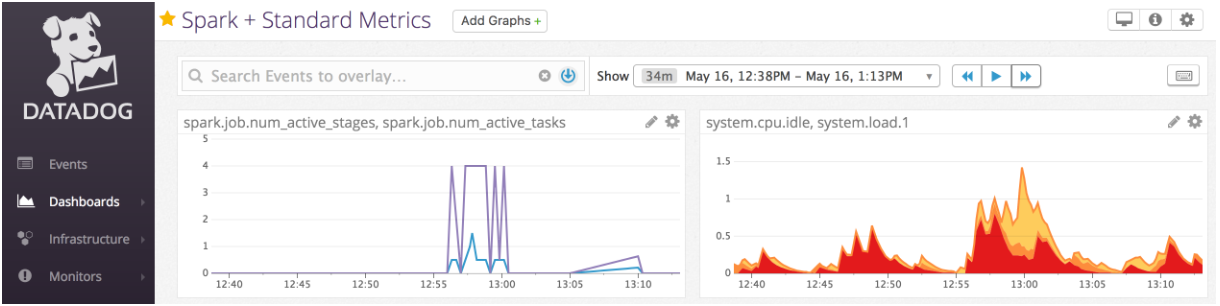 Spark + Standard Metrics Add Graphs +
Search Events to overlay... Show 34m May 16, 12:38PM – May 16, 1:13PM
DATADOG
Events
Dashboards
Infrastructure
Monitors
spark.job.num_active_stages, spark.job.num_active_tasks
5
4
3
2
1
0
12:40 12:45 12:50 12:55 13:00 13:05 13:10
system.cpu.idle, system.load.1
1.5
1
0.5
0
12:40 12:45 12:50 12:55 13:00 13:05 13:10